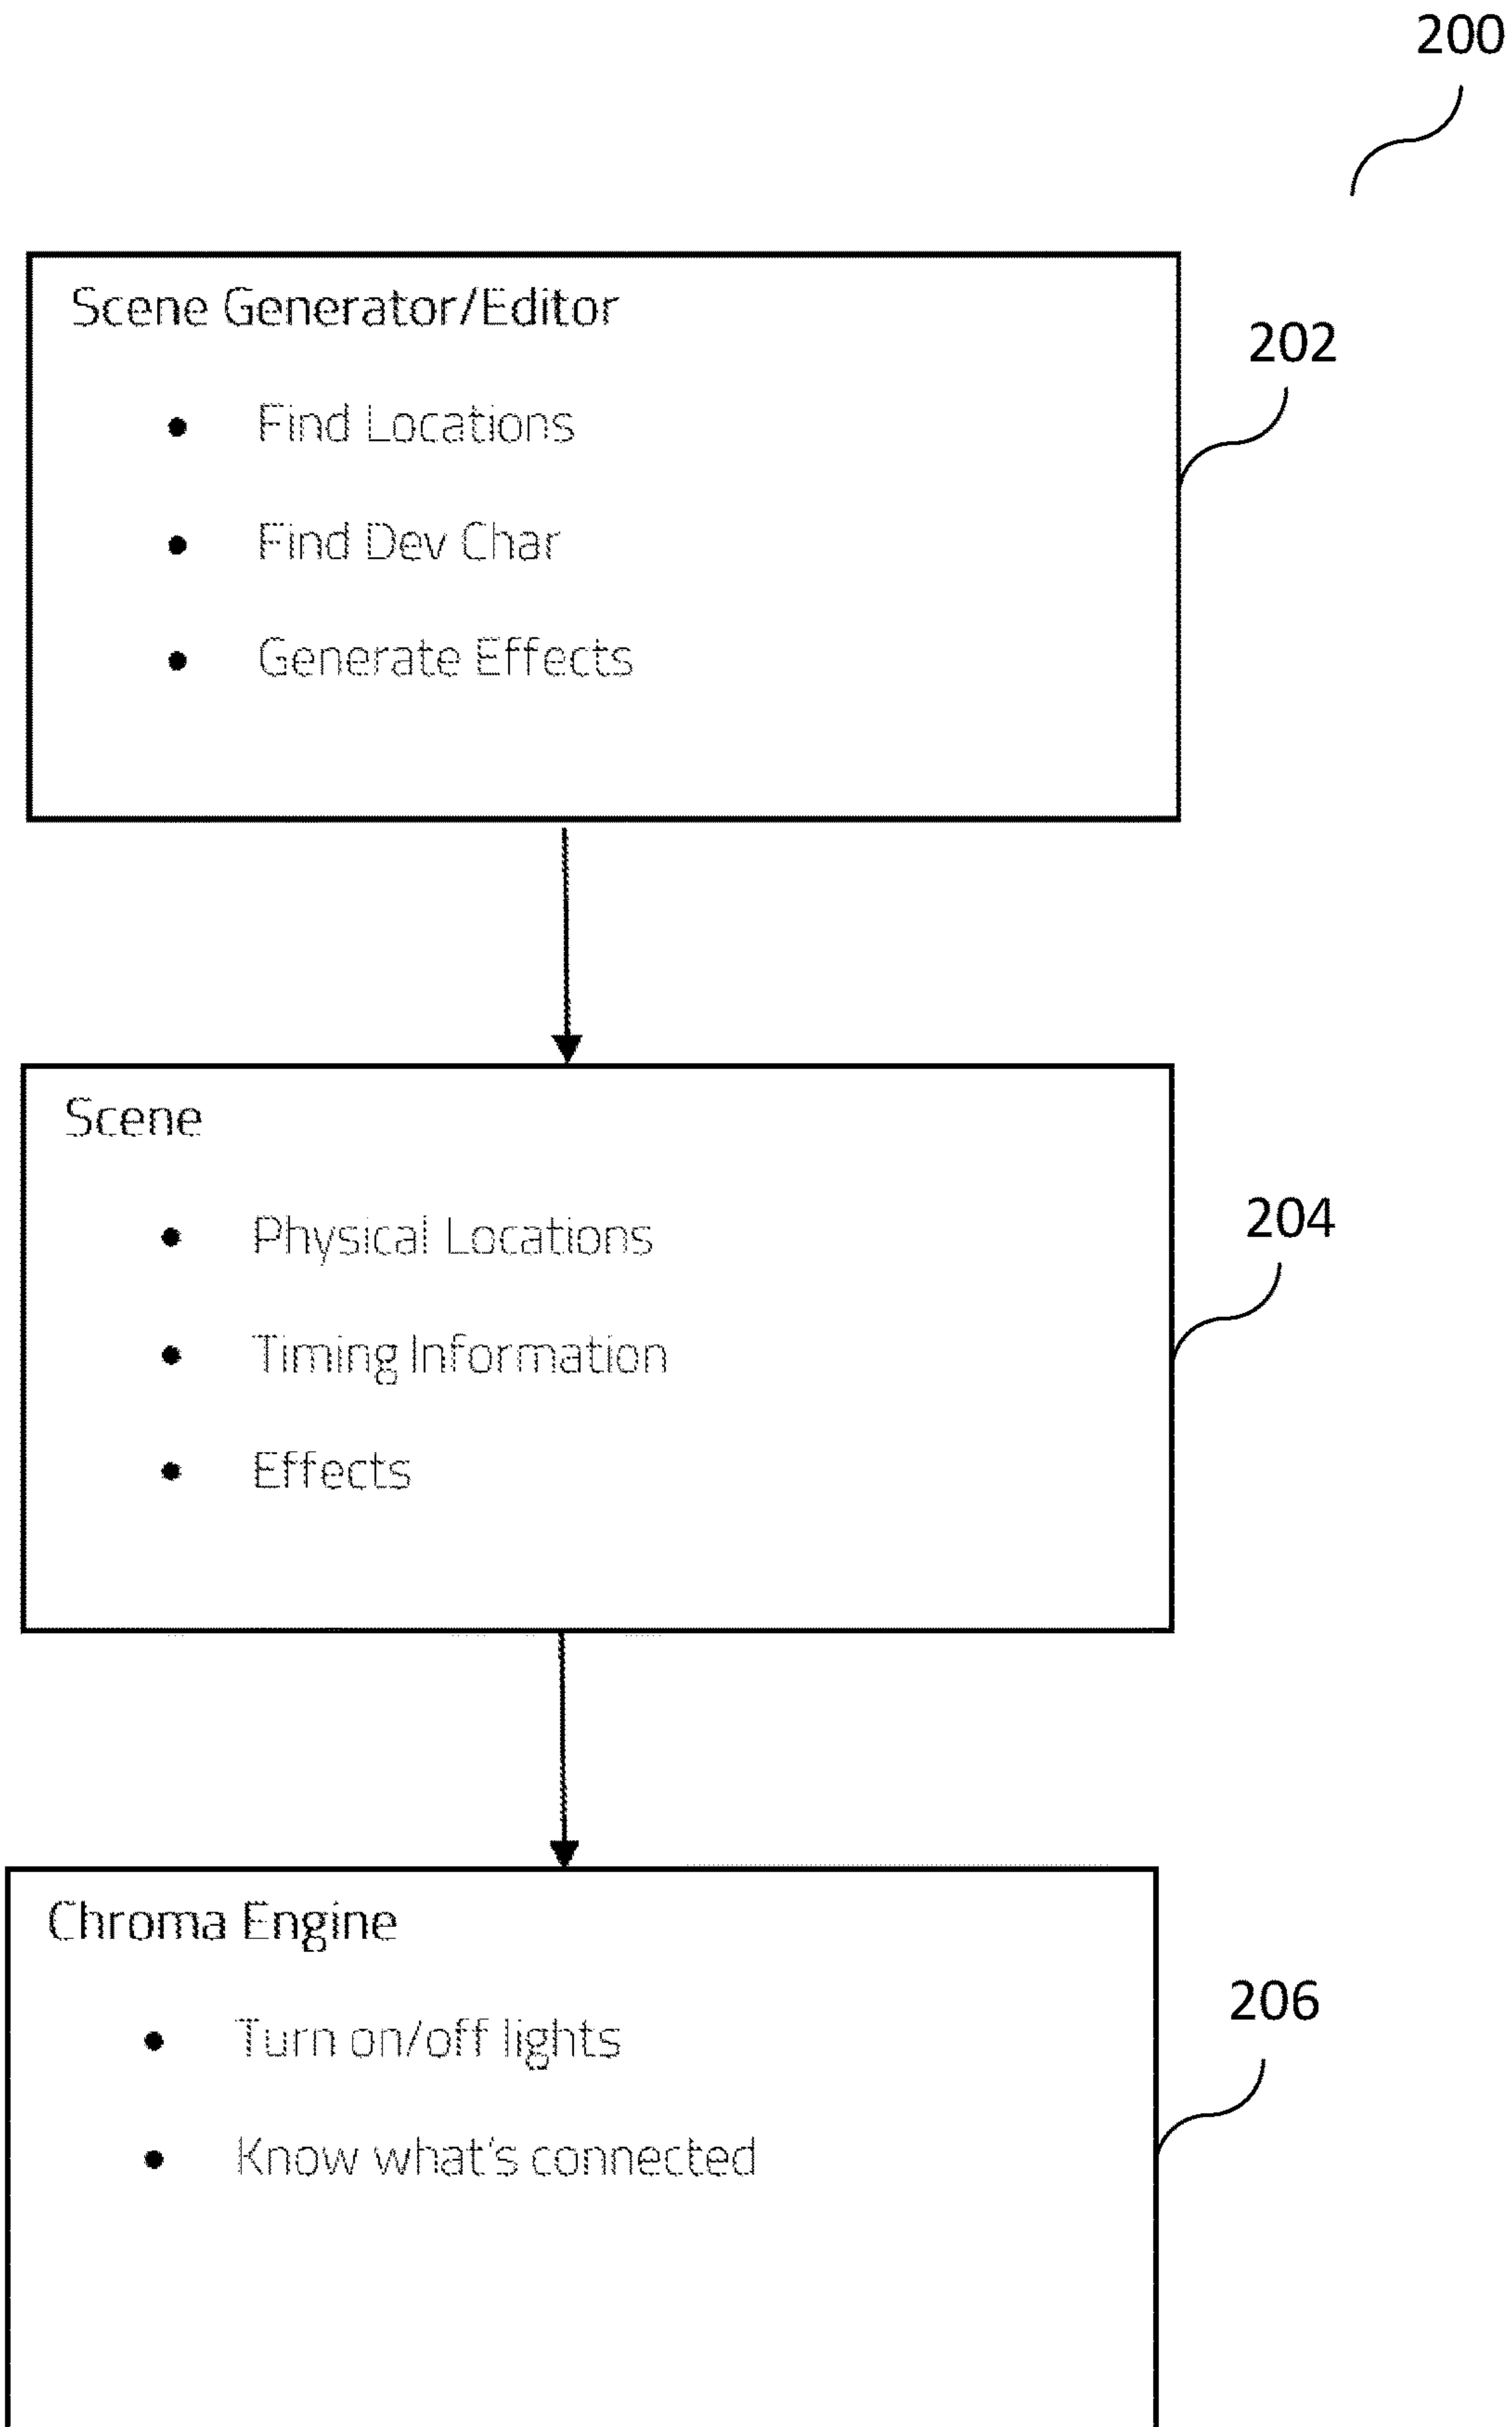 200
Scene Generator/Editor
202
• Find Locations
• Find Dev Char
• Generate Effects
Scene
204
• Physical Locations
• Timing Information
• Effects
Chroma Engine
206
• Turn on/off lights
• Know what's connected